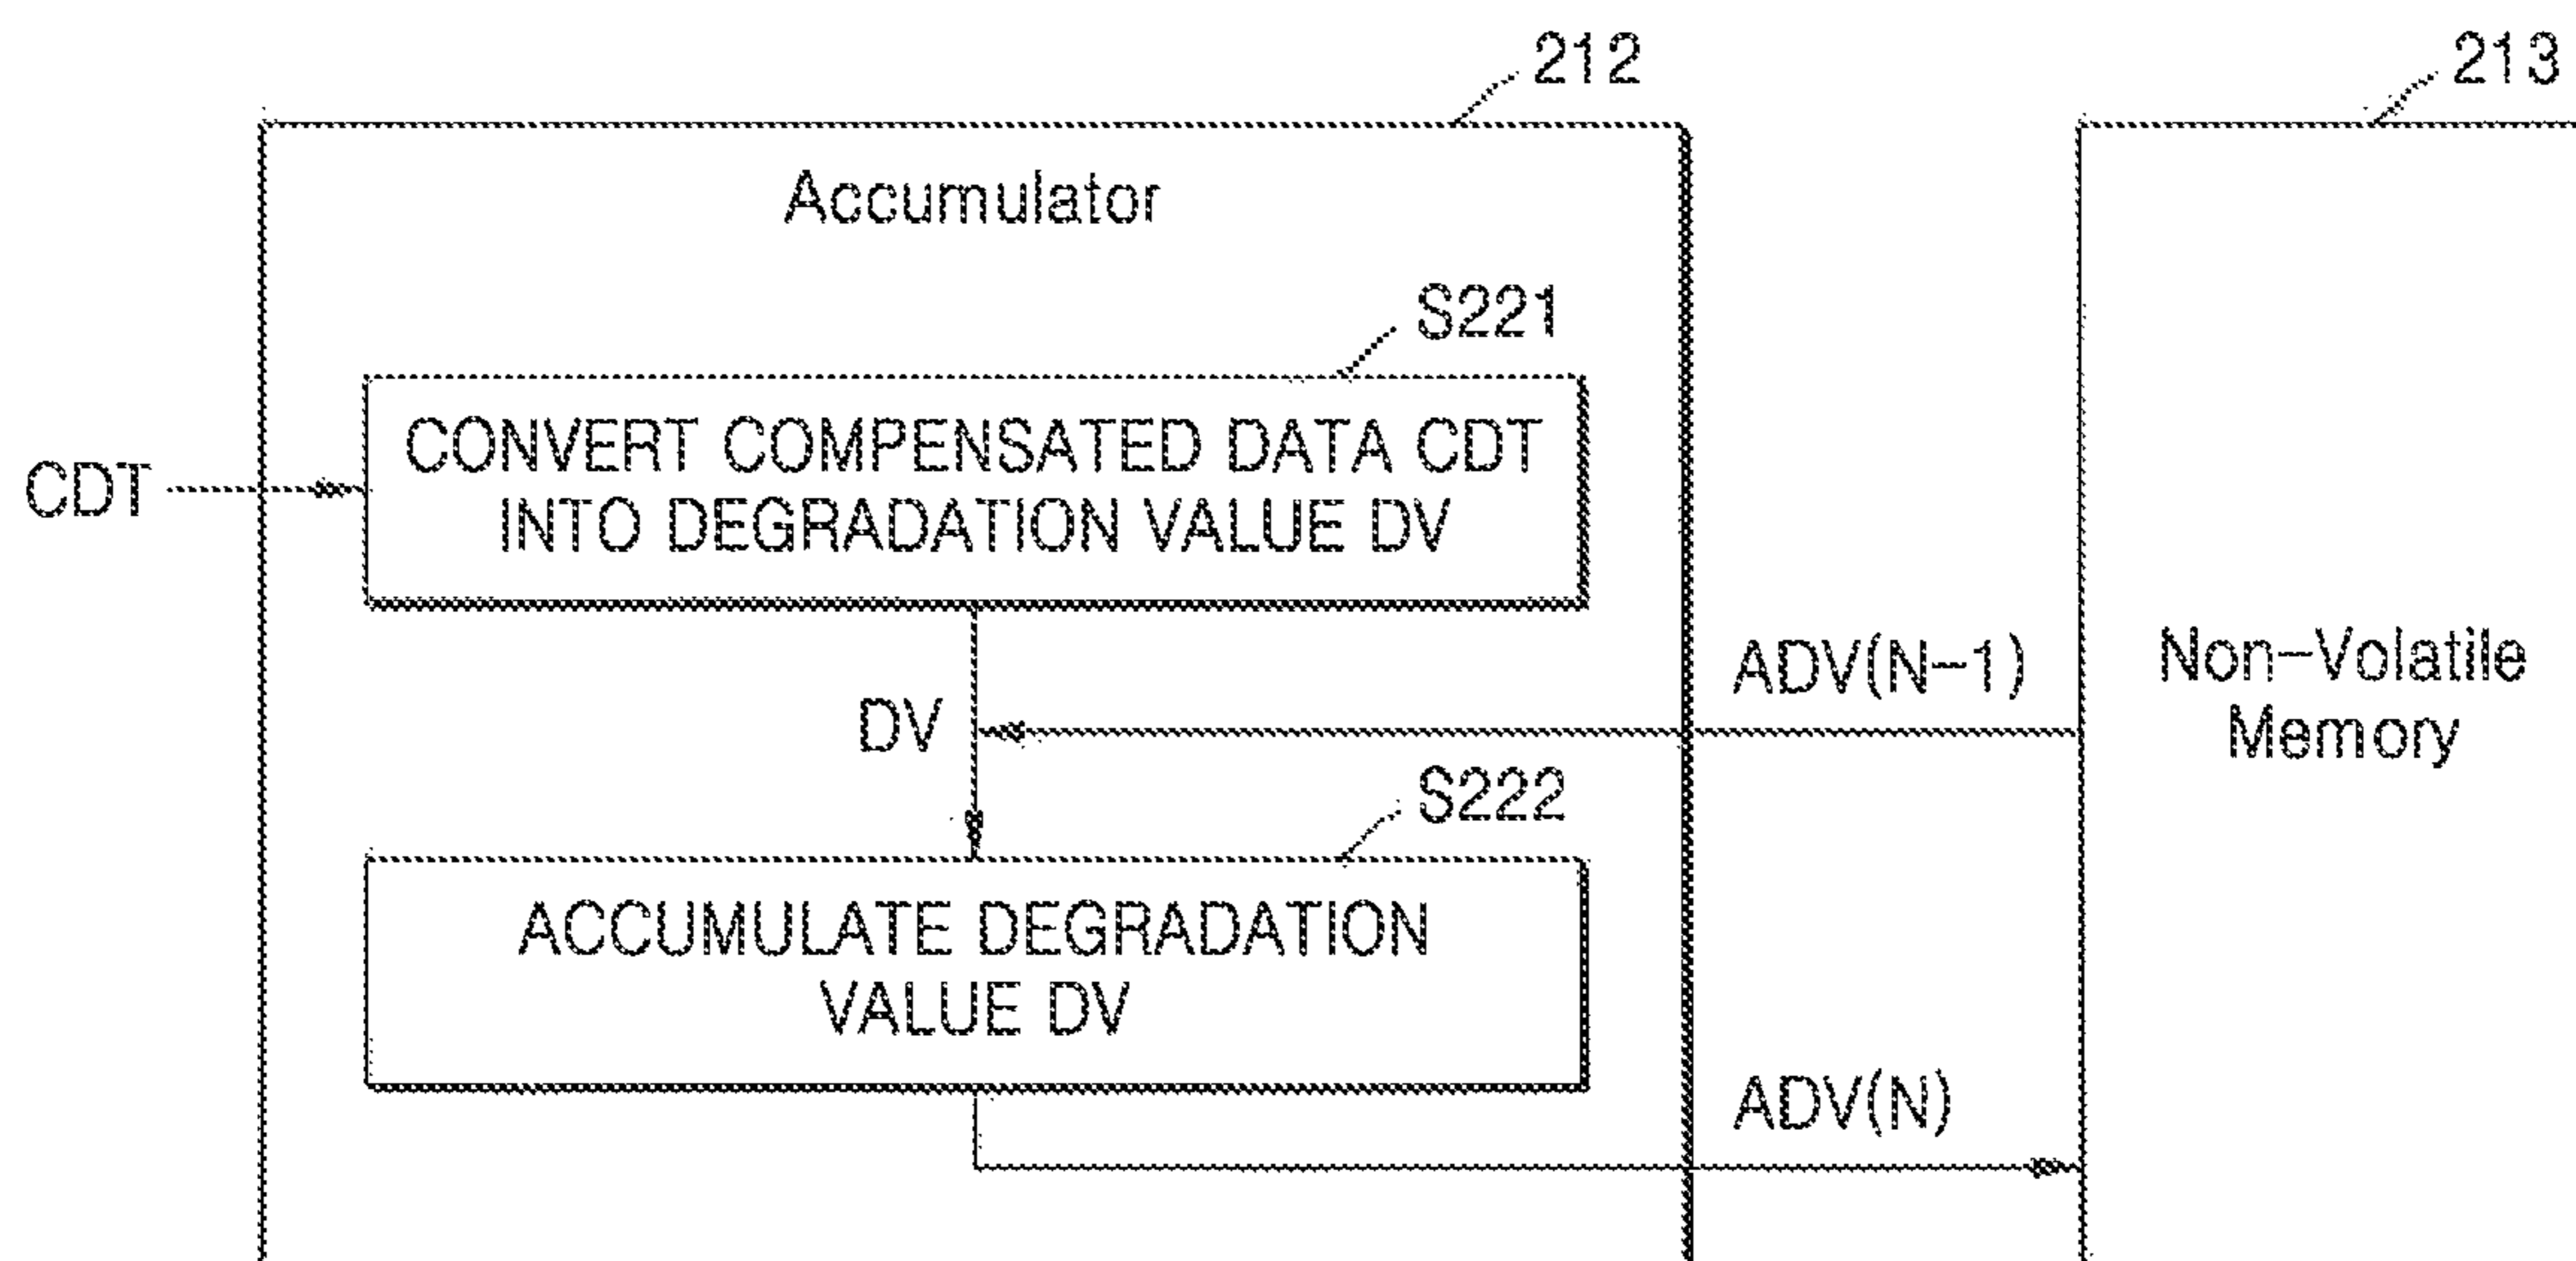 212
213
Accumulator
S221
CONVERT COMPENSATED DATA CDT
INTO DEGRADATION VALUE DV
CDT
ADV(N-1)
Non-Volatile
Memory
DV
S222
ACCUMULATE DEGRADATION
VALUE DV
ADV(N)